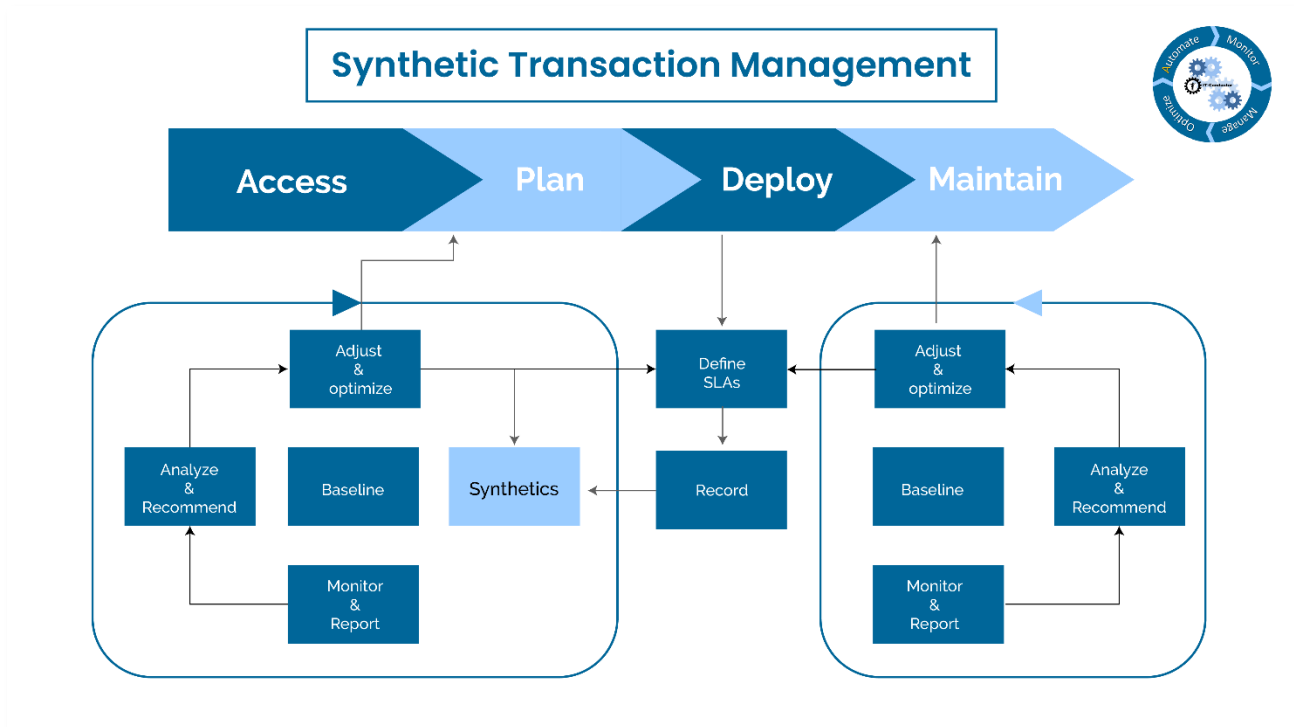 Synthetic Transaction Management
Automate
Monitor
Manage
Optimize
Access
Plan
Deploy
Maintain
Adjust
&
optimize
Define
SLAs
Adjust
&
optimize
Analyze
&
Recommend
Baseline
Synthetics
Record
Baseline
Analyze
&
Recommend
Monitor
&
Report
Monitor
&
Report